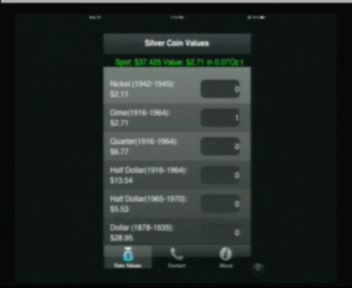 Silver Coin Values
Spot: $37.425 Value: $2.71 in 0.07Oz t
Nickel (1942-1945):
$2.11
0
Dime(1916-1964):
$2.71
1
Quarter(1916-1964):
$6.77
0
Half Dollar(1916-1964):
$13.54
0
Half Dollar(1965-1970):
$5.53
0
Dollar (1878-1935):
$28.95
0
Coin Values
Contact
About